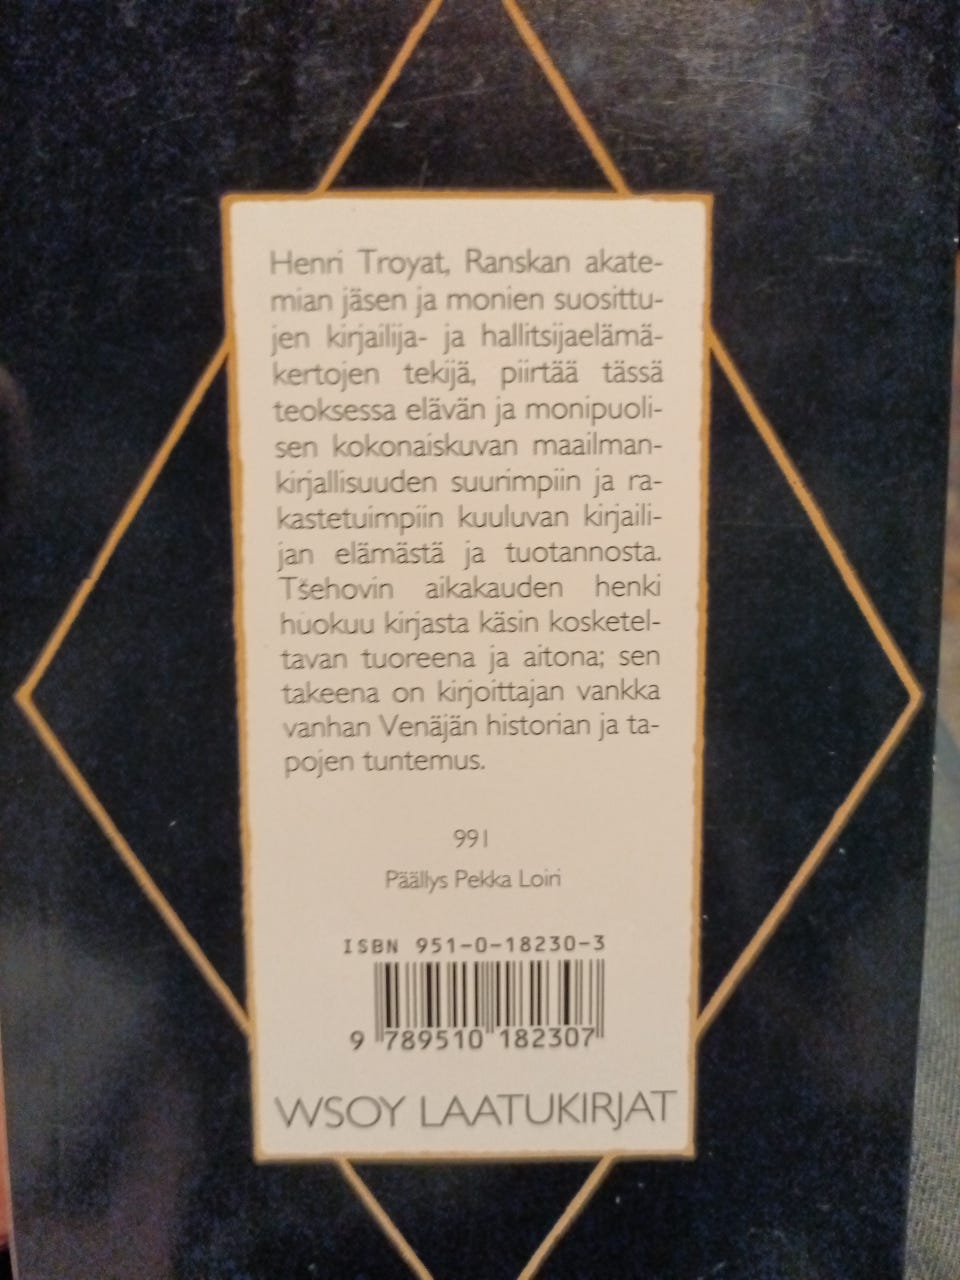 Henri Troyat, Ranskan akate-
mian jäsen ja monien suosittu-
jen kirjailija- ja hallitsijaelämä-
kertojen tekijä, piirtää tässä
teoksessa elävän ja monipuoli-
sen kokonaiskuvan maailman-
kirjallisuuden suurimpiin ja ra-
kastetuimpiin kuuluvan kirjaili-
jan elämästä ja tuotannosta.
Tšehovin aikakauden henki
huokuu kirjasta käsin kosketel-
tavan tuoreena ja aitona; sen
takeena on kirjoittajan vankka
vanhan Venäjän historian ja ta-
pojen tuntemus.
99 1
Päällys Pekka Loiri
ISBN 951-0-18230-3
9 789510 182307
WSOY LAATUKIRJAT